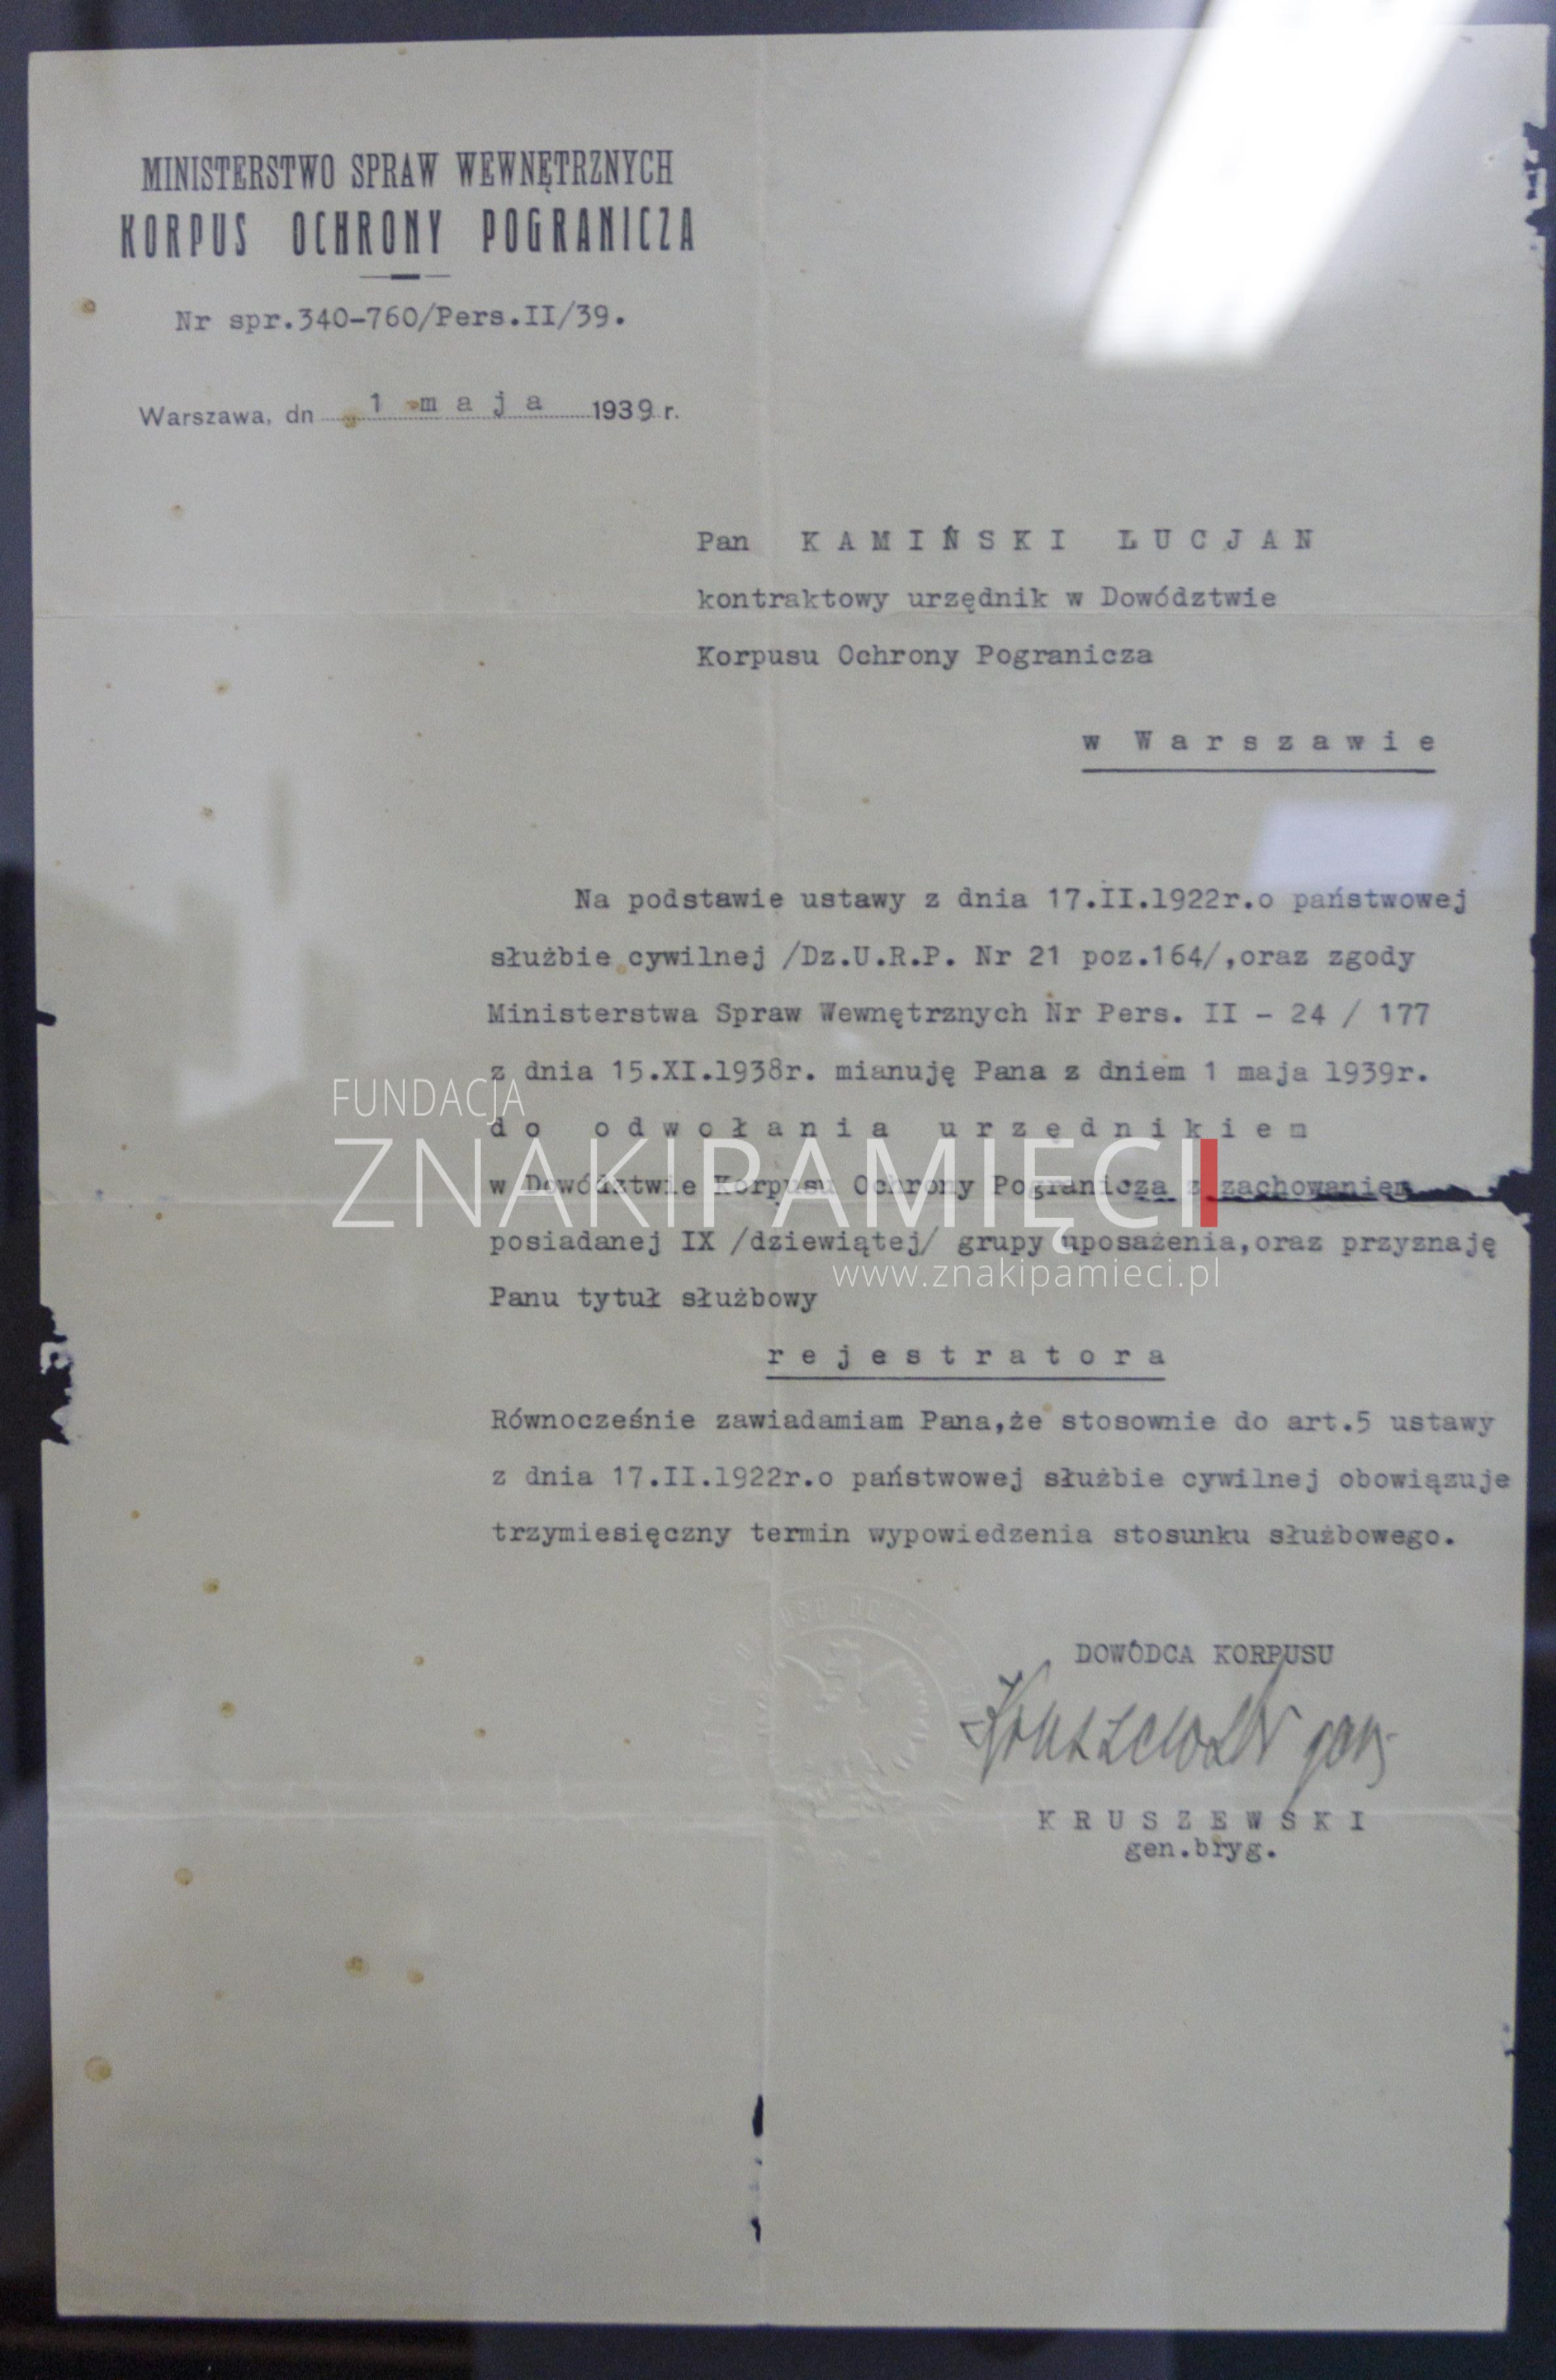 MINISTERSTWO SPRAW WEWNĘTRZNYCH
KORPUS OCHRONY POGRANICZA
Nr spr.340-760/Pers.II/39.
Warszawa, dn 1 maja 1939 r.
Pan KAMIŃSKI LUCJAN
kontraktowy urzędnik w Dowództwie
Korpusu Ochrony Pogranicza
w Warszawie
Na podstawie ustawy z dnia 17.II.1922r.o państwowej
służbie cywilnej /Dz.U.R.P. Nr 21 poz.164/,oraz zgody
Ministerstwa Spraw Wewnętrznych Nr Pers. II - 24 / 177
z dnia 15.XI.1938r. mianuję Pana z dniem 1 maja 1939r.
FUNDACJA
do odwołania urzędnikiem
ZNAKIPAMIĘCI
w Dowództwie Korpusu Ochrony Pogranicza z zachowaniem
posiadanej IX /dziewiątej/ grupy uposażenia,oraz przyznaję
www.znakipamieci.pl
Panu tytuł służbowy
rejestratora
Równocześnie zawiadamiam Pana,że stosownie do art.5 ustawy
z dnia 17.II.1922r.o państwowej służbie cywilnej obowiązuje
trzymiesięczny termin wypowiedzenia stosunku służbowego.
DOWÓDCA KORPUSU
Kruszewski gen.
KRUSZEWSKI
gen.bryg.